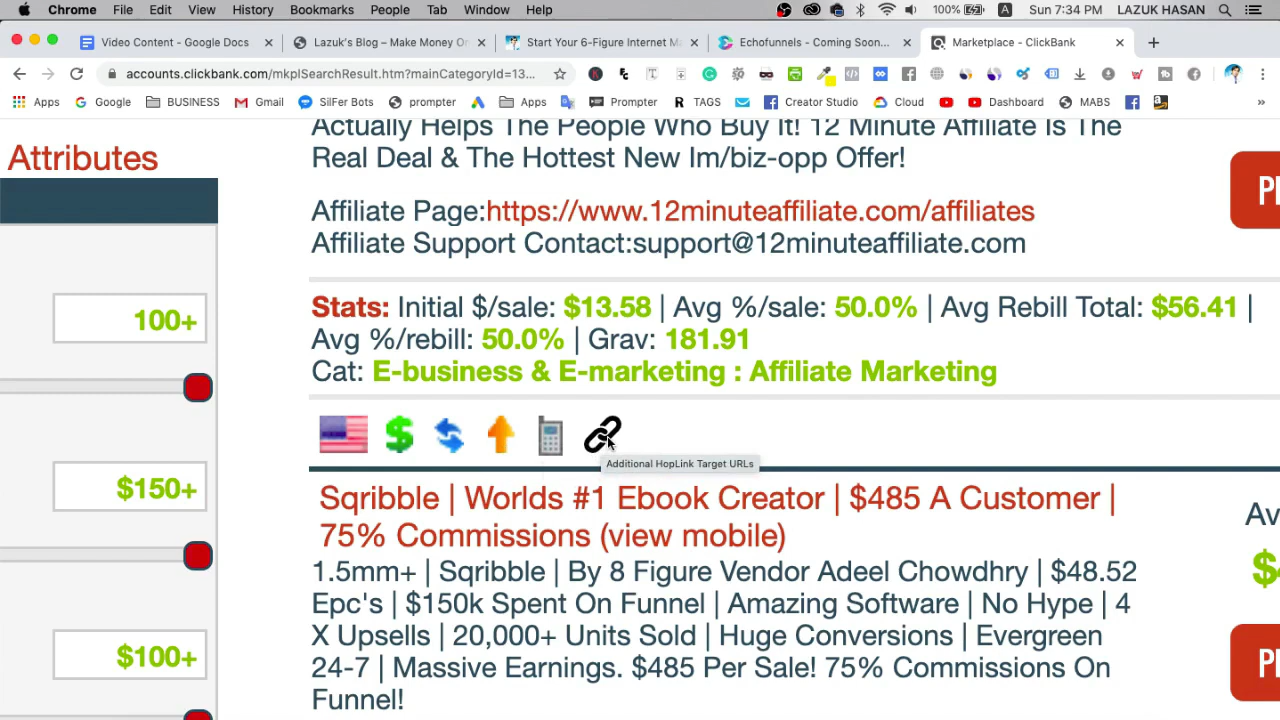 Chrome File Edit View History Bookmarks People Tab Window Help 100% A Sun 7:34 PM LAZUK HASAN
Video Content - Google Docs Lazuk's Blog – Make Money O Start Your 6-Figure Internet M Echofunnels - Coming Soon... Marketplace - ClickBank
accounts.clickbank.com/mkplSearchResult.htm?mainCategoryId=13...
Apps Google BUSINESS Gmail SilFer Bots prompter Apps Prompter R TAGS Creator Studio Cloud Dashboard MABS »
Actually Helps The People Who Buy It! 12 Minute Affiliate Is The
Real Deal & The Hottest New Im/biz-opp Offer!
Attributes
Affiliate Page:https://www.12minuteaffiliate.com/affiliates
Affiliate Support Contact:support@12minuteaffiliate.com
Stats: Initial $/sale: $13.58 | Avg %/sale: 50.0% | Avg Rebill Total: $56.41 |
Avg %/rebill: 50.0% | Grav: 181.91
Cat: E-business & E-marketing : Affiliate Marketing
100+
$150+
$100+
Additional HopLink Target URLs
Sqribble | Worlds #1 Ebook Creator | $485 A Customer |
75% Commissions (view mobile)
1.5mm+ | Sqribble | By 8 Figure Vendor Adeel Chowdhry | $48.52
Epc's | $150k Spent On Funnel | Amazing Software | No Hype | 4
X Upsells | 20,000+ Units Sold | Huge Conversions | Evergreen
24-7 | Massive Earnings. $485 Per Sale! 75% Commissions On
Funnel!
Av